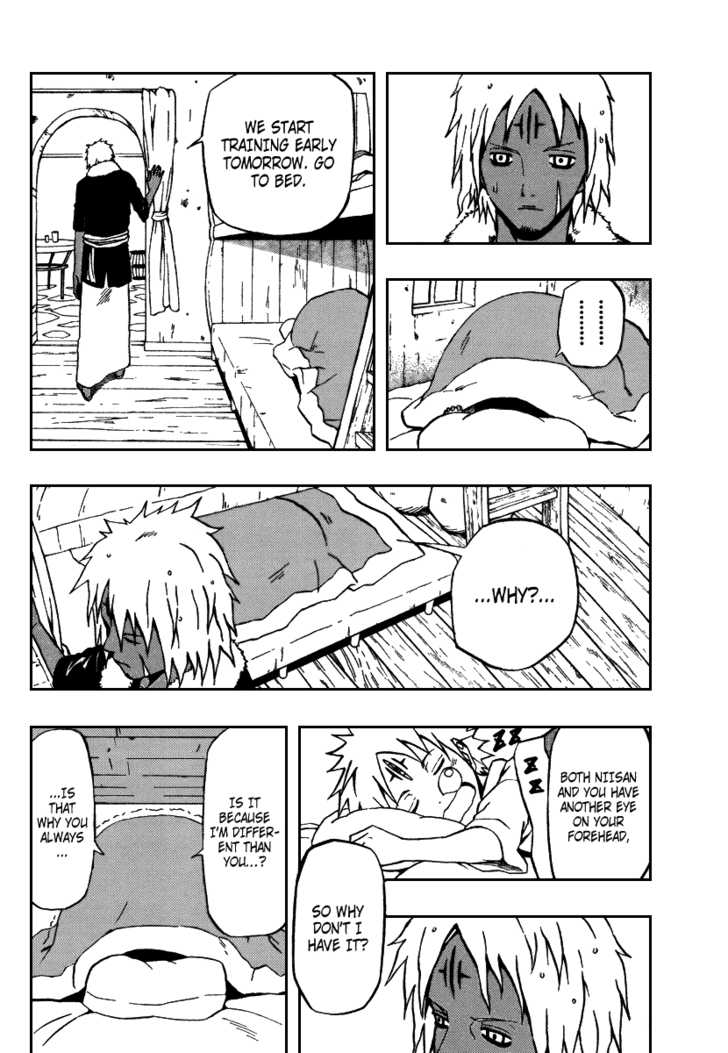 ........
WE START
TRAINING EARLY
TOMORROW. GO
TO BED.
...WHY?...
BOTH NIISAN
AND YOU HAVE
ANOTHER EYE
ON YOUR
FOREHEAD,
SO WHY
DON'T I
HAVE IT?
IS IT
BECAUSE
I'M DIFFER-
ENT THAN
YOU...?
...IS
THAT
WHY YOU
ALWAYS
...